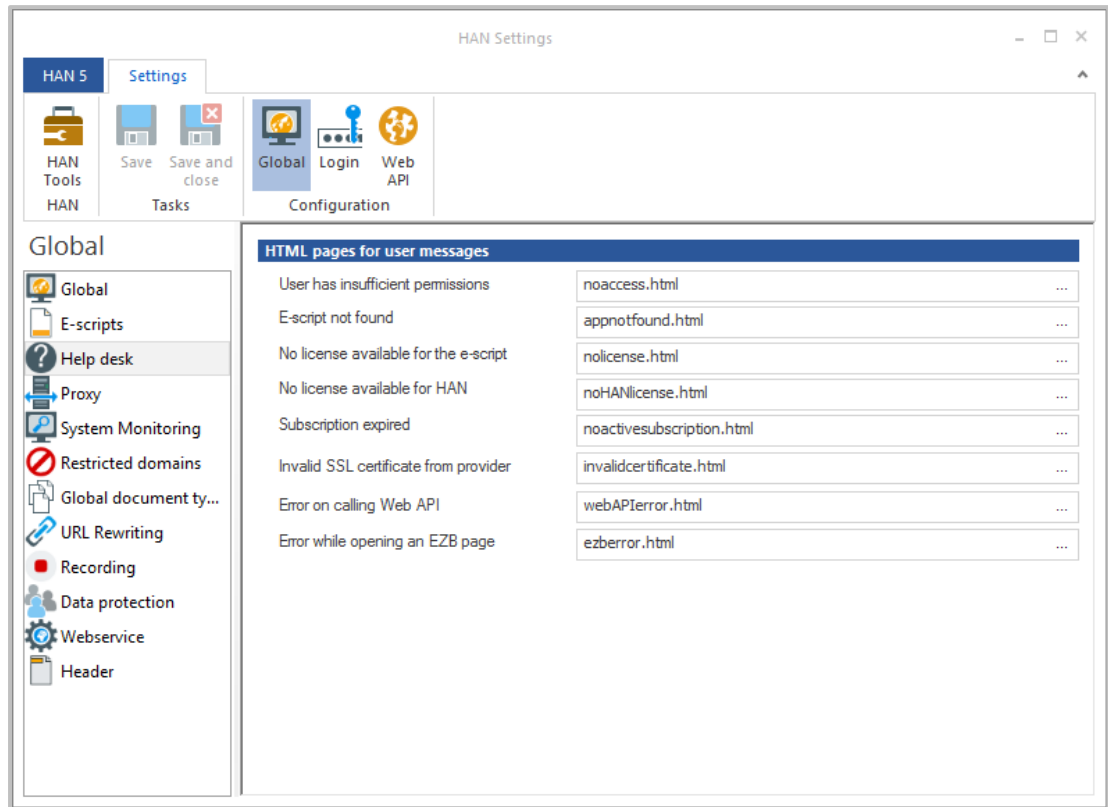 HAN Settings
HAN 5 Settings
HAN Tools
Save
Save and close
Global
Login
Web API
HAN
Tasks
Configuration
Global
Global
E-scripts
Help desk
Proxy
System Monitoring
Restricted domains
Global document ty...
URL Rewriting
Recording
Data protection
Webservice
Header
HTML pages for user messages
User has insufficient permissions noaccess.html ...
E-script not found appnotfound.html ...
No license available for the e-script nolicense.html ...
No license available for HAN noHANlicense.html ...
Subscription expired noactivesubscription.html ...
Invalid SSL certificate from provider invalidcertificate.html ...
Error on calling Web API webAPIerror.html ...
Error while opening an EZB page ezberror.html ...